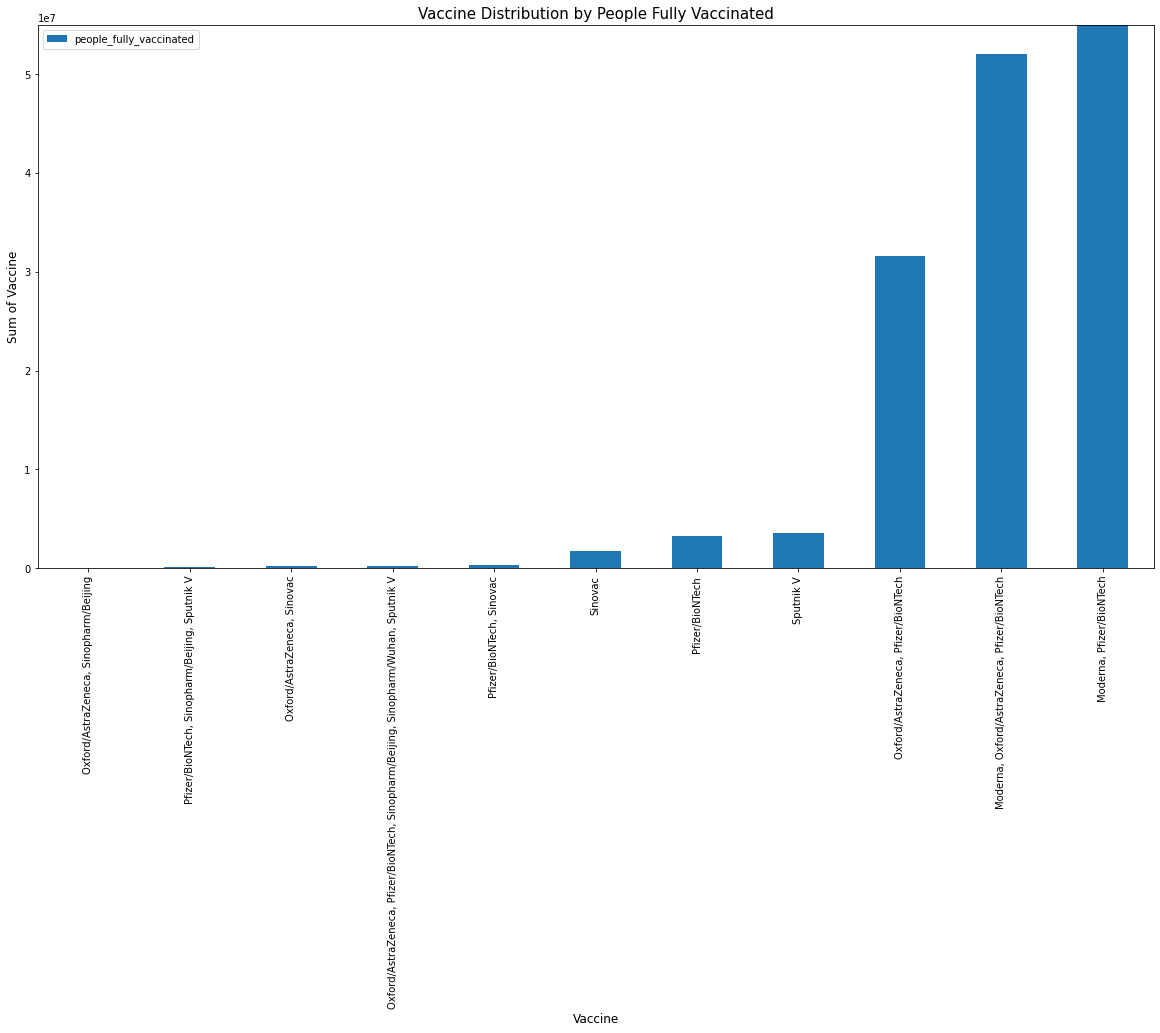 Vaccine Distribution by People Fully Vaccinated
1e7
people_fully_vaccinated
5
4
3
2
1
0
Sum of Vaccine
Oxford/AstraZeneca, Sinopharm/Beijing
Pfizer/BioNTech, Sinopharm/Beijing, Sputnik V
Oxford/AstraZeneca, Sinovac
Oxford/AstraZeneca, Pfizer/BioNTech, Sinopharm/Beijing, Sinopharm/Wuhan, Sputnik V
Pfizer/BioNTech, Sinovac
Sinovac
Pfizer/BioNTech
Sputnik V
Oxford/AstraZeneca, Pfizer/BioNTech
Moderna, Oxford/AstraZeneca, Pfizer/BioNTech
Moderna, Pfizer/BioNTech
Vaccine